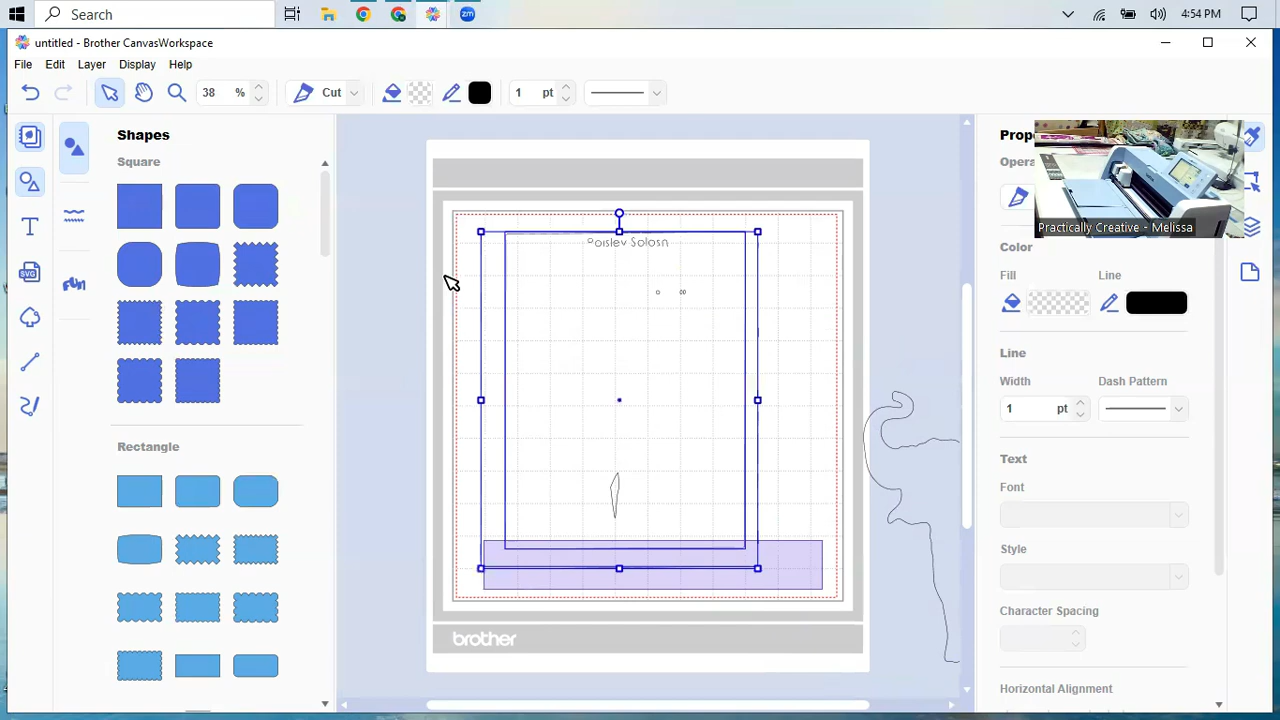 Search
4:54 PM
untitled - Brother CanvasWorkspace
File Edit Layer Display Help
38 % Cut 1 pt
Shapes
Square
Rectangle
brother
Practically Creative - Melissa
Color
Fill Line
Line
Width Dash Pattern
1 pt
Text
Font
Style
Character Spacing
Horizontal Alignment